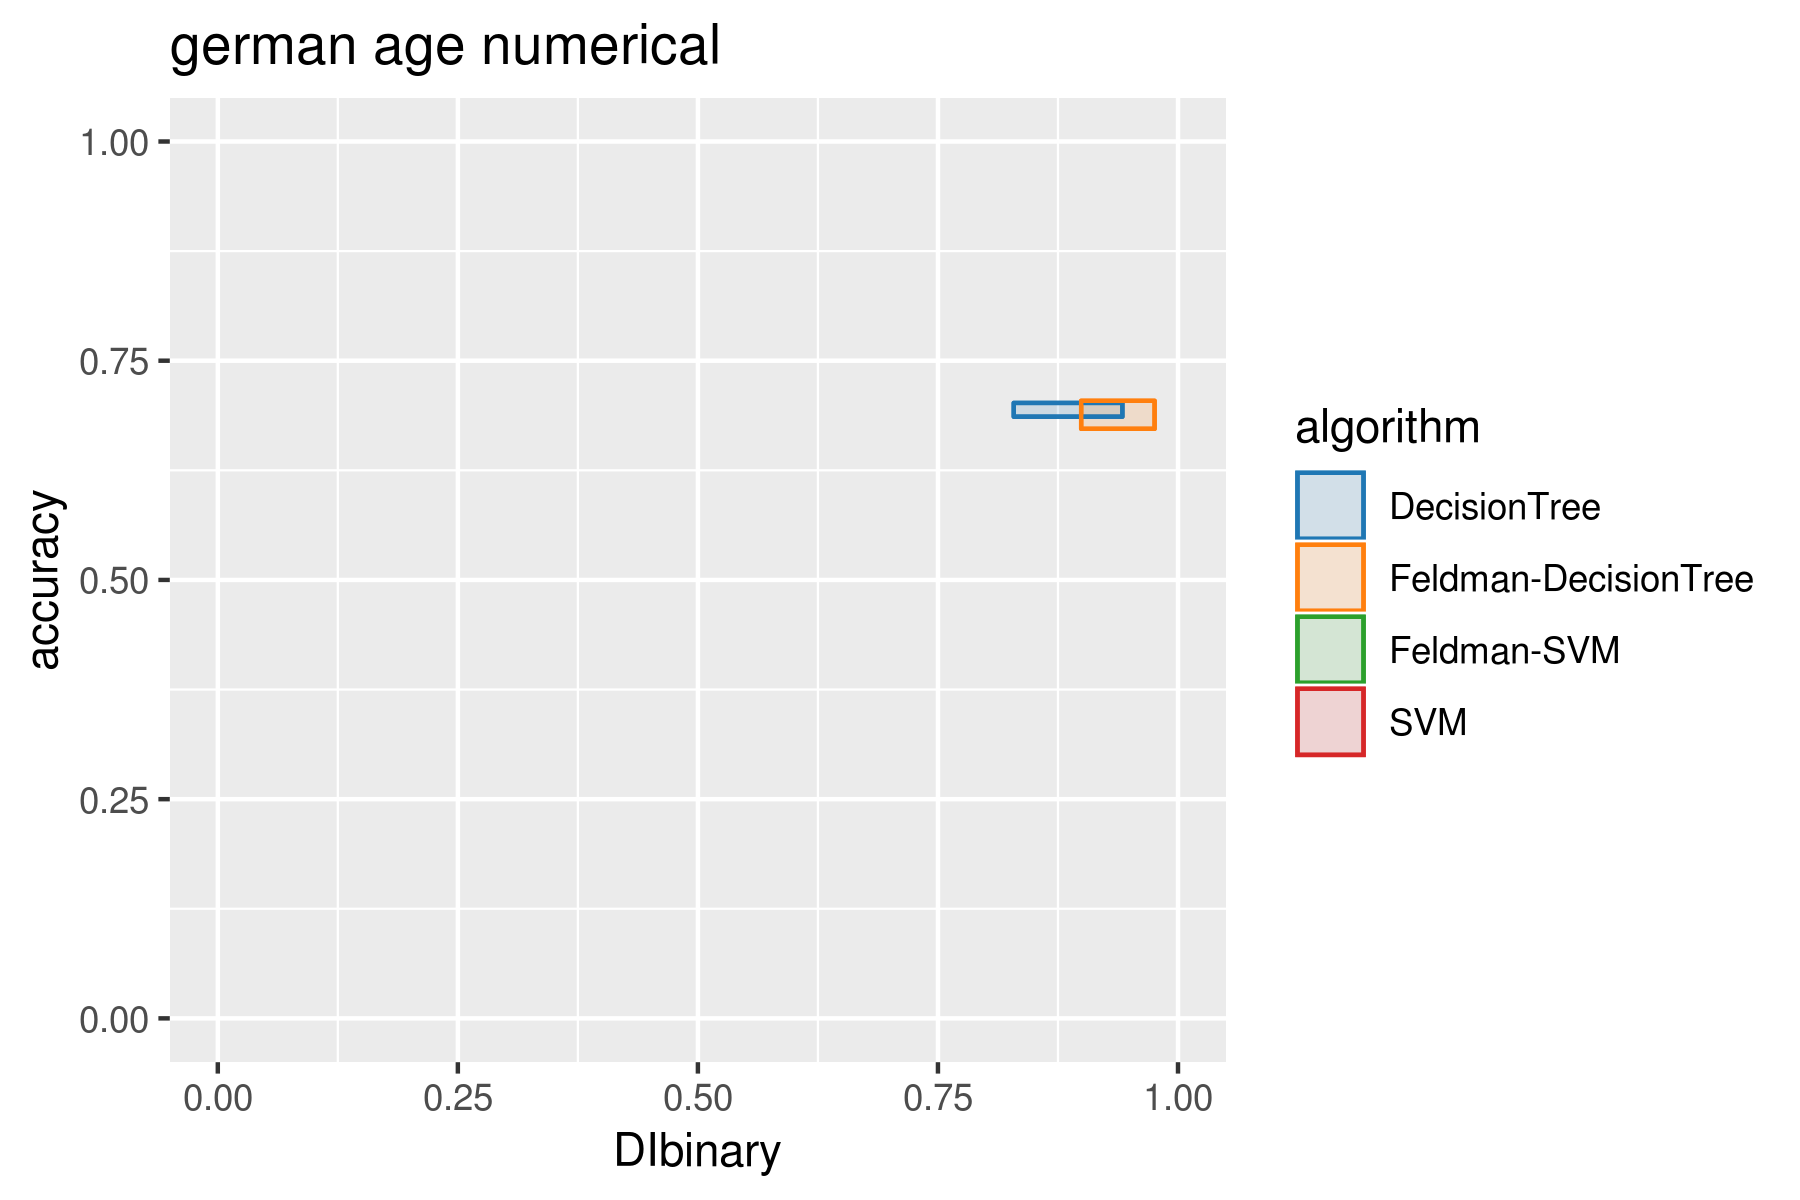 german age numerical
1.00
0.75
0.50
0.25
0.00
accuracy
0.00 0.25 0.50 0.75 1.00
DIbinary
algorithm
DecisionTree
Feldman-DecisionTree
Feldman-SVM
SVM